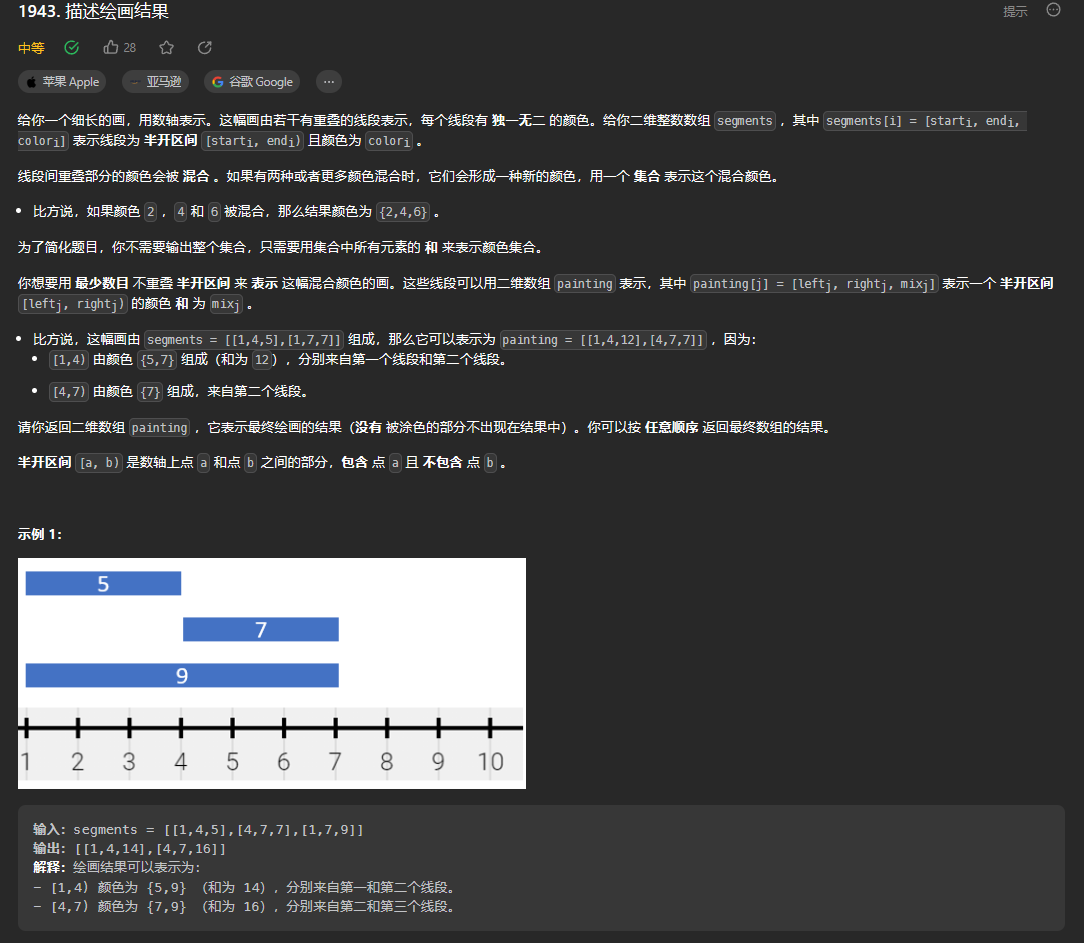 1943. 描述绘画结果
提示
中等 28
苹果 Apple 亚马逊 谷歌 Google ...
给你一个细长的画，用数轴表示。这幅画由若干有重叠的线段表示，每个线段有 独一无二 的颜色。给你二维整数数组 segments ，其中 segments[i] = [starti, endi,
colori] 表示线段为 半开区间 [starti, endi) 且颜色为 colori 。
线段间重叠部分的颜色会被 混合 。如果有两种或者更多颜色混合时，它们会形成一种新的颜色，用一个 集合 表示这个混合颜色。
• 比方说，如果颜色 2 ，4 和 6 被混合，那么结果颜色为 {2,4,6} 。
为了简化题目，你不需要输出整个集合，只需要用集合中所有元素的 和 来表示颜色集合。
你想要用 最少数目 不重叠 半开区间 来 表示 这幅混合颜色的画。这些线段可以用二维数组 painting 表示，其中 painting[j] = [leftj, rightj, mixj] 表示一个 半开区间
[leftj, rightj) 的颜色 和 为 mixj 。
• 比方说，这幅画由 segments = [[1,4,5],[1,7,7]] 组成，那么它可以表示为 painting = [[1,4,12],[4,7,7]] ，因为：
• [1,4) 由颜色 {5,7} 组成（和为 12），分别来自第一个线段和第二个线段。
• [4,7) 由颜色 {7} 组成，来自第二个线段。
请你返回二维数组 painting ，它表示最终绘画的结果（没有 被涂色的部分不出现在结果中）。你可以按 任意顺序 返回最终数组的结果。
半开区间 [a, b) 是数轴上点 a 和点 b 之间的部分，包含 点 a 且 不包含 点 b 。
示例 1：
5
7
9
1 2 3 4 5 6 7 8 9 10
输入：segments = [[1,4,5],[4,7,7],[1,7,9]]
输出：[[1,4,14],[4,7,16]]
解释：绘画结果可以表示为：
- [1,4) 颜色为 {5,9} （和为 14），分别来自第一和第二个线段。
- [4,7) 颜色为 {7,9} （和为 16），分别来自第二和第三个线段。